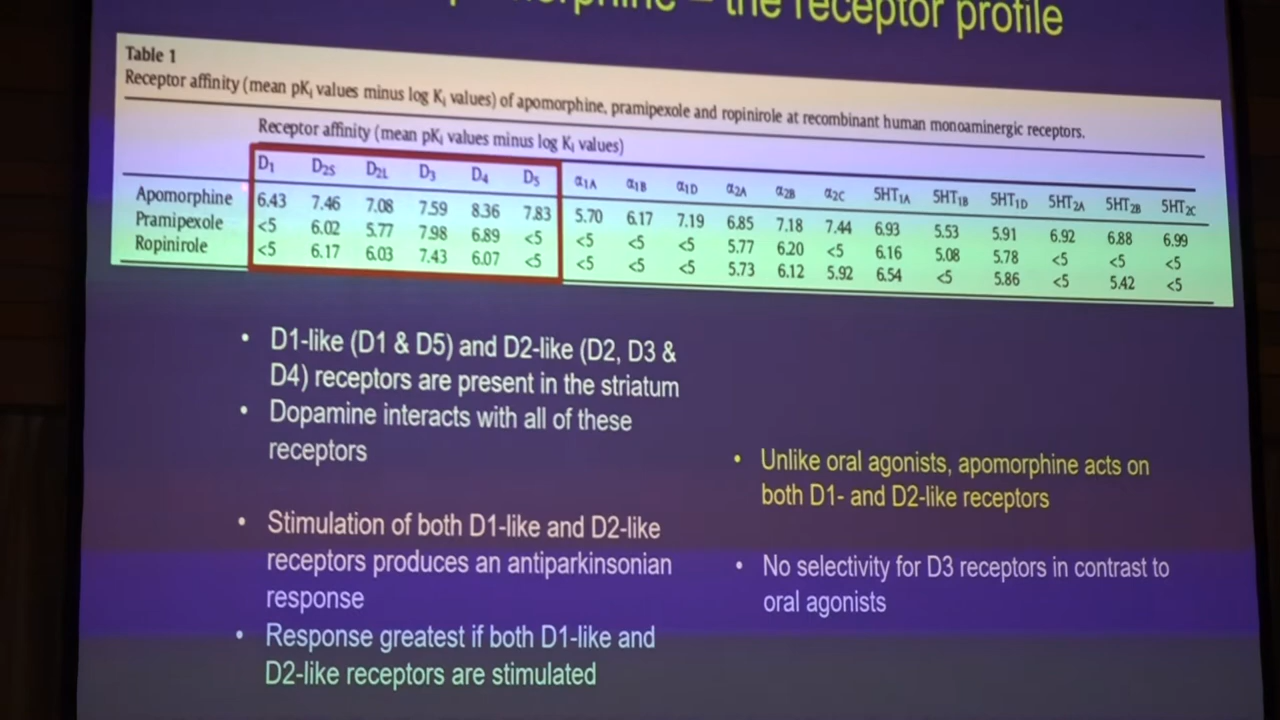 – the receptor profile
Table 1
Receptor affinity (mean pKi values minus log Ki values) of apomorphine, pramipexole and ropinirole at recombinant human monoaminergic receptors.
Receptor affinity (mean pKi values minus log Ki values)
D1 D2S D2L D3 D4 D5 α1A α1B α1D α2A α2B α2C 5HT1A 5HT1B 5HT1D 5HT2A 5HT2B 5HT2C
Apomorphine 6.43 7.46 7.08 7.59 8.36 7.83 5.70 6.17 7.19 6.85 7.18 7.44 6.93 5.53 5.91 6.92 6.88 6.99
Pramipexole <5 6.02 5.77 7.98 6.89 <5 <5 <5 <5 5.77 6.20 <5 6.16 5.08 5.78 <5 <5 <5
Ropinirole <5 6.17 6.03 7.43 6.07 <5 <5 <5 <5 5.73 6.12 5.92 6.54 <5 5.86 <5 5.42 <5
• D1-like (D1 & D5) and D2-like (D2, D3 &
D4) receptors are present in the striatum
• Dopamine interacts with all of these
receptors
• Stimulation of both D1-like and D2-like
receptors produces an antiparkinsonian
response
• Response greatest if both D1-like and
D2-like receptors are stimulated
• Unlike oral agonists, apomorphine acts on
both D1- and D2-like receptors
• No selectivity for D3 receptors in contrast to
oral agonists